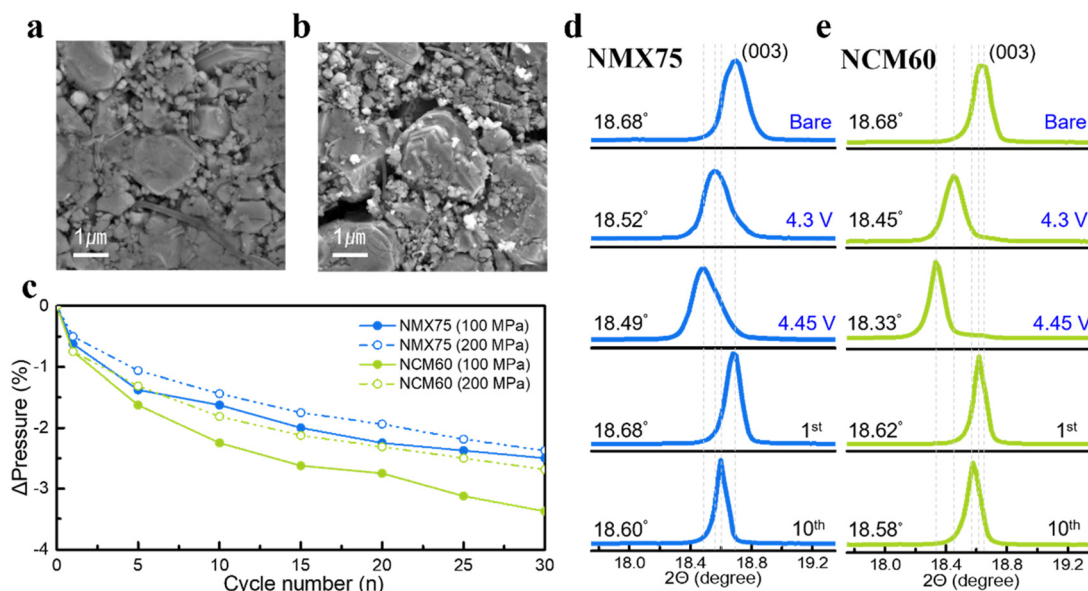 a
1㎛
b
1㎛
c
ΔPressure (%)
0
-1
-2
-3
-4
NMX75 (100 MPa)
NMX75 (200 MPa)
NCM60 (100 MPa)
NCM60 (200 MPa)
0 5 10 15 20 25 30
Cycle number (n)
d
NMX75
(003)
18.68° Bare
18.52° 4.3 V
18.49° 4.45 V
18.68° 1st
18.60° 10th
18.0 18.4 18.8 19.2
2Θ (degree)
e
NCM60
(003)
18.68° Bare
18.45° 4.3 V
18.33° 4.45 V
18.62° 1st
18.58° 10th
18.0 18.4 18.8 19.2
2Θ (degree)